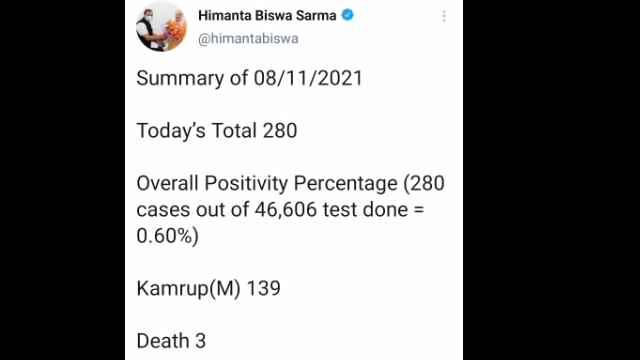 Himanta Biswa Sarma
@himantabiswa
Summary of 08/11/2021
Today's Total 280
Overall Positivity Percentage (280
cases out of 46,606 test done =
0.60%)
Kamrup(M) 139
Death 3